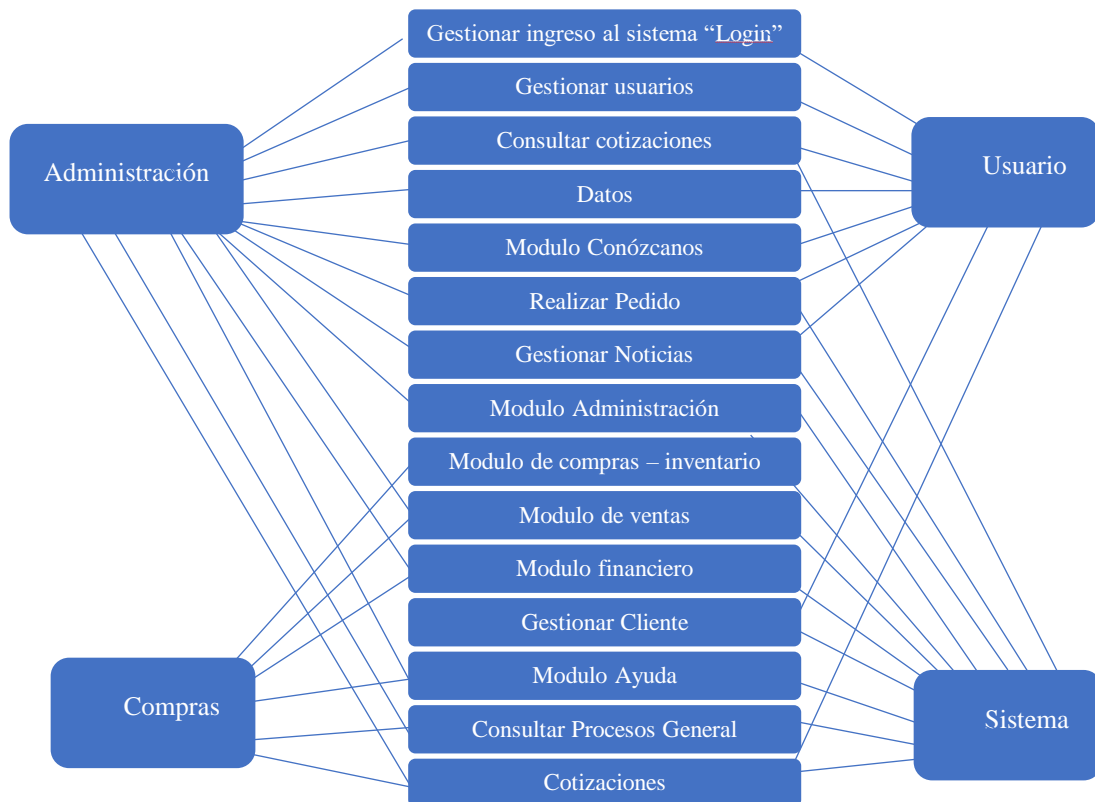 Gestionar ingreso al sistema “Login”
Gestionar usuarios
Consultar cotizaciones
Administración
Usuario
Datos
Modulo Conózcanos
Realizar Pedido
Gestionar Noticias
Modulo Administración
Modulo de compras – inventario
Modulo de ventas
Modulo financiero
Gestionar Cliente
Modulo Ayuda
Compras
Sistema
Consultar Procesos General
Cotizaciones